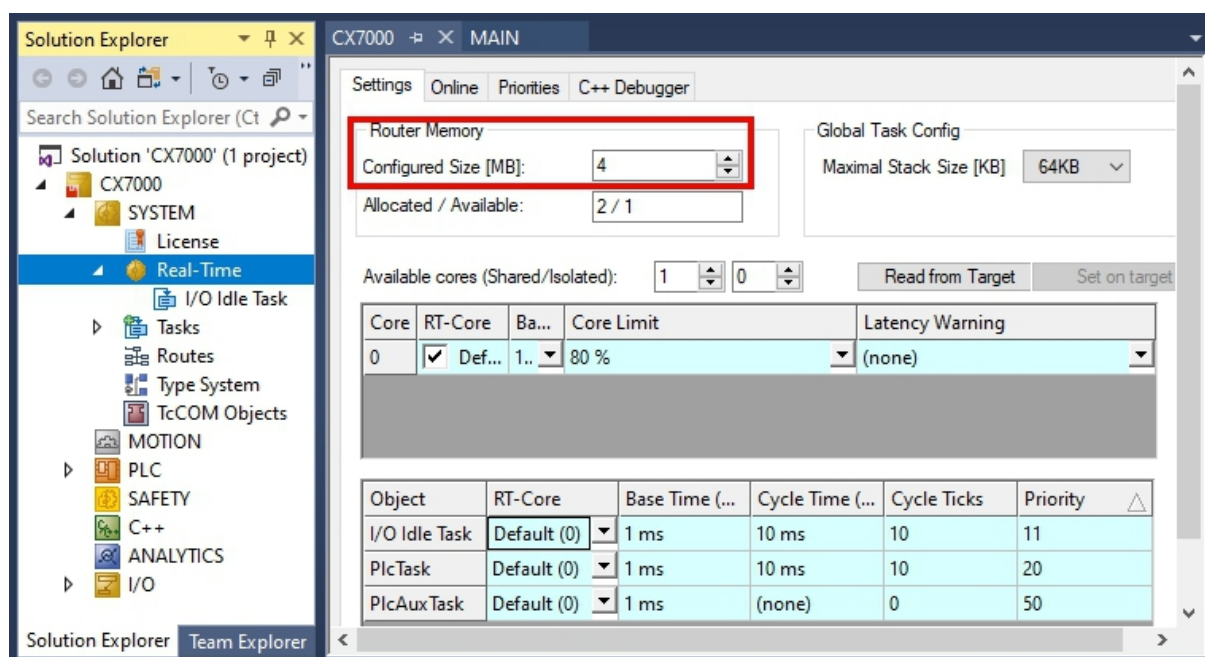 Solution Explorer
Search Solution Explorer (Ct
Solution 'CX7000' (1 project)
CX7000
SYSTEM
License
Real-Time
I/O Idle Task
Tasks
Routes
Type System
TcCOM Objects
MOTION
PLC
SAFETY
C++
ANALYTICS
I/O
Solution Explorer Team Explorer
CX7000 MAIN
Settings Online Priorities C++ Debugger
Router Memory
Configured Size [MB]: 4
Allocated / Available: 2 / 1
Global Task Config
Maximal Stack Size [KB] 64KB
Available cores (Shared/Isolated): 1 0 Read from Target Set on target
Core RT-Core Ba... Core Limit Latency Warning
0 Def... 1.. 80 % (none)
Object RT-Core Base Time (... Cycle Time (... Cycle Ticks Priority
I/O Idle Task Default (0) 1 ms 10 ms 10 11
PlcTask Default (0) 1 ms 10 ms 10 20
PlcAuxTask Default (0) 1 ms (none) 0 50